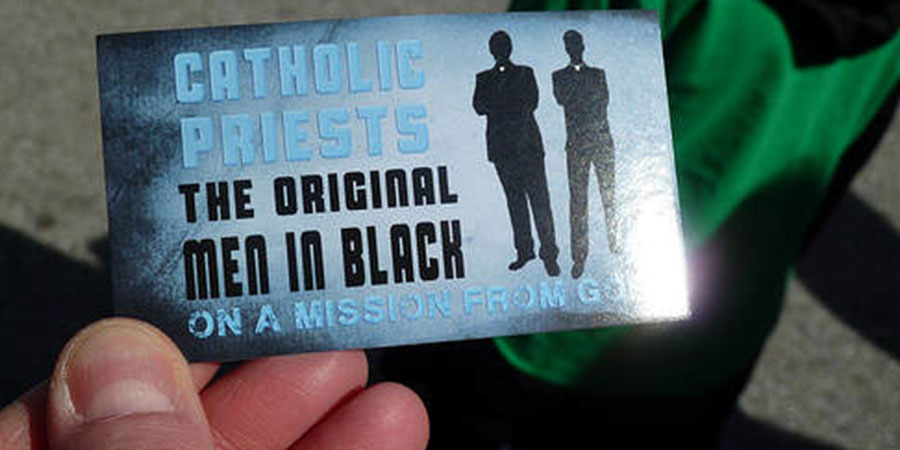 CATHOLIC
PRIESTS
THE ORIGINAL
MEN IN BLACK
ON A MISSION FROM G